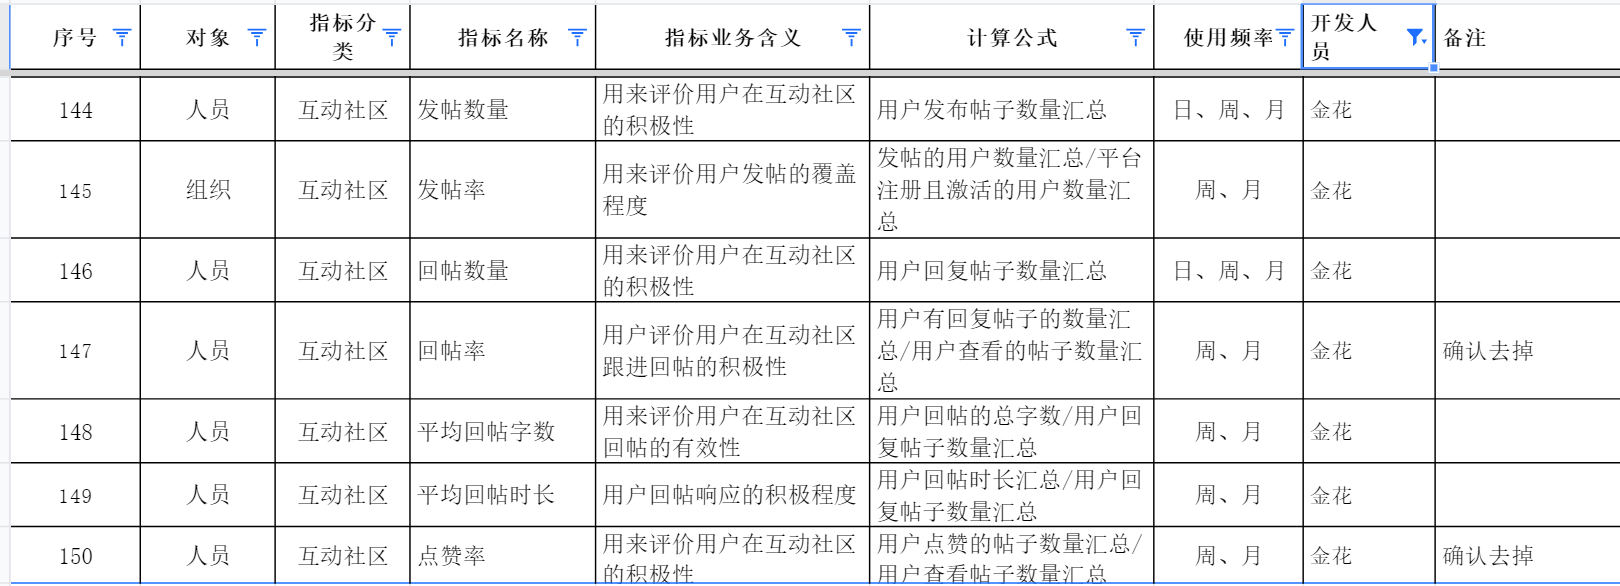 序号 对象 指标分类 指标名称 指标业务含义 计算公式 使用频率 开发人员 备注
144 人员 互动社区 发帖数量 用来评价用户在互动社区的积极性 用户发布帖子数量汇总 日、周、月 金花
145 组织 互动社区 发帖率 用来评价用户发帖的覆盖程度 发帖的用户数量汇总/平台注册且激活的用户数量汇总 周、月 金花
146 人员 互动社区 回帖数量 用来评价用户在互动社区的积极性 用户回复帖子数量汇总 日、周、月 金花
147 人员 互动社区 回帖率 用户评价用户在互动社区跟进回帖的积极性 用户有回复帖子的数量汇总/用户查看的帖子数量汇总 周、月 金花 确认去掉
148 人员 互动社区 平均回帖字数 用来评价用户在互动社区回帖的有效性 用户回帖的总字数/用户回复帖子数量汇总 周、月 金花
149 人员 互动社区 平均回帖时长 用户回帖响应的积极程度 用户回帖时长汇总/用户回复帖子数量汇总 周、月 金花
150 人员 互动社区 点赞率 用来评价用户在互动社区的积极性 用户点赞的帖子数量汇总/用户查看帖子数量汇总 周、月 金花 确认去掉